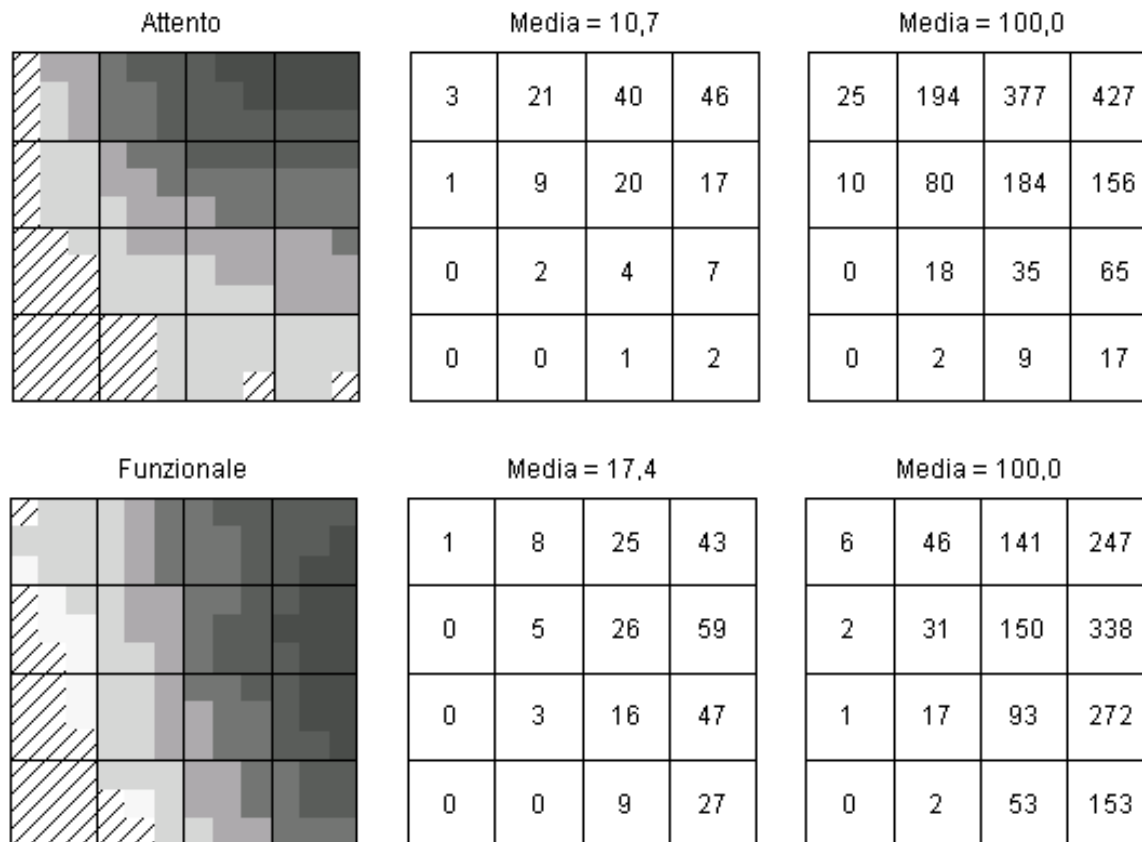 Attento Media = 10,7 Media = 100,0
3 21 40 46 25 194 377 427
1 9 20 17 10 80 184 156
0 2 4 7 0 18 35 65
0 0 1 2 0 2 9 17
Funzionale Media = 17,4 Media = 100,0
1 8 25 43 6 46 141 247
0 5 26 59 2 31 150 338
0 3 16 47 1 17 93 272
0 0 9 27 0 2 53 153